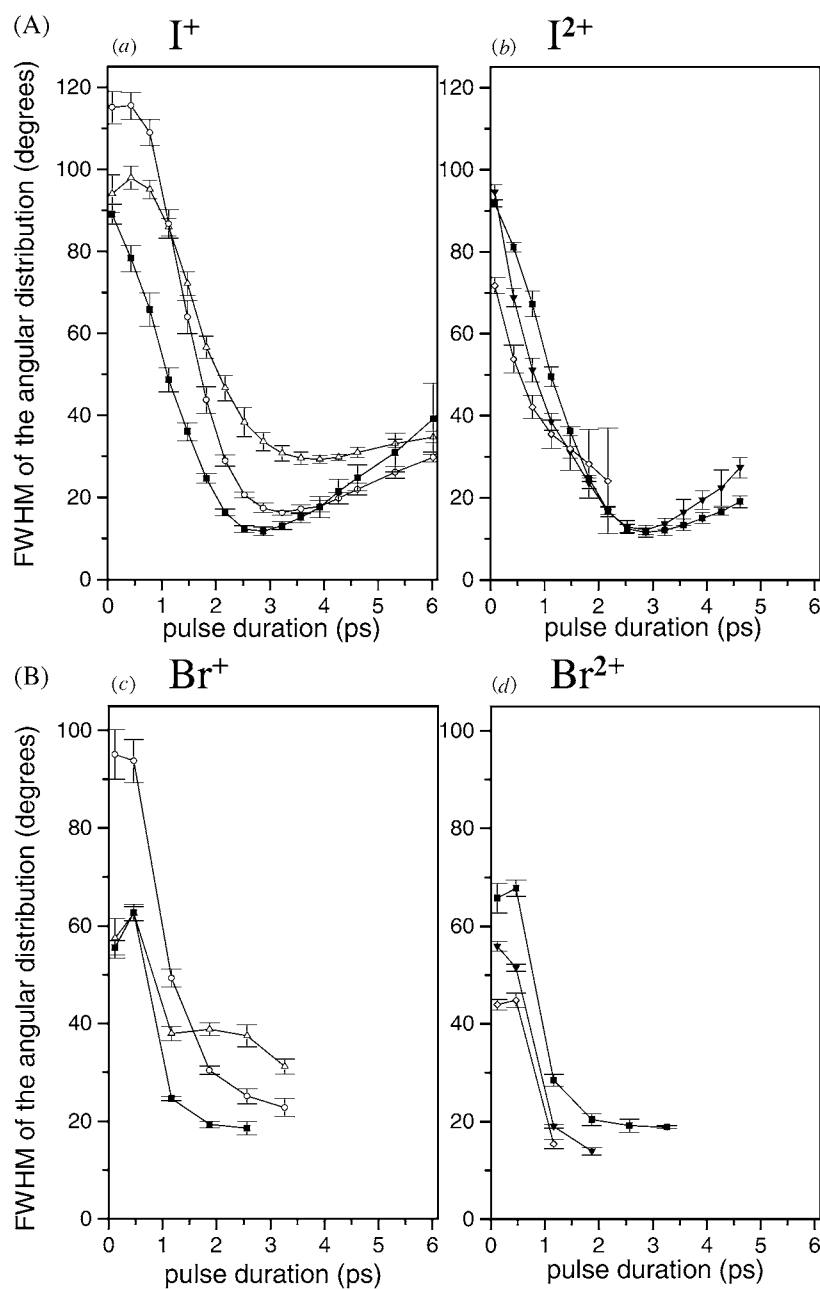 (A)
(a) I⁺
(b) I²⁺
FWHM of the angular distribution (degrees)
120
100
80
60
40
20
0
0 1 2 3 4 5 6
pulse duration (ps)
120
100
80
60
40
20
0
0 1 2 3 4 5 6
pulse duration (ps)
(B)
(c) Br⁺
(d) Br²⁺
FWHM of the angular distribution (degrees)
100
80
60
40
20
0
0 1 2 3 4 5 6
pulse duration (ps)
100
80
60
40
20
0
0 1 2 3 4 5 6
pulse duration (ps)